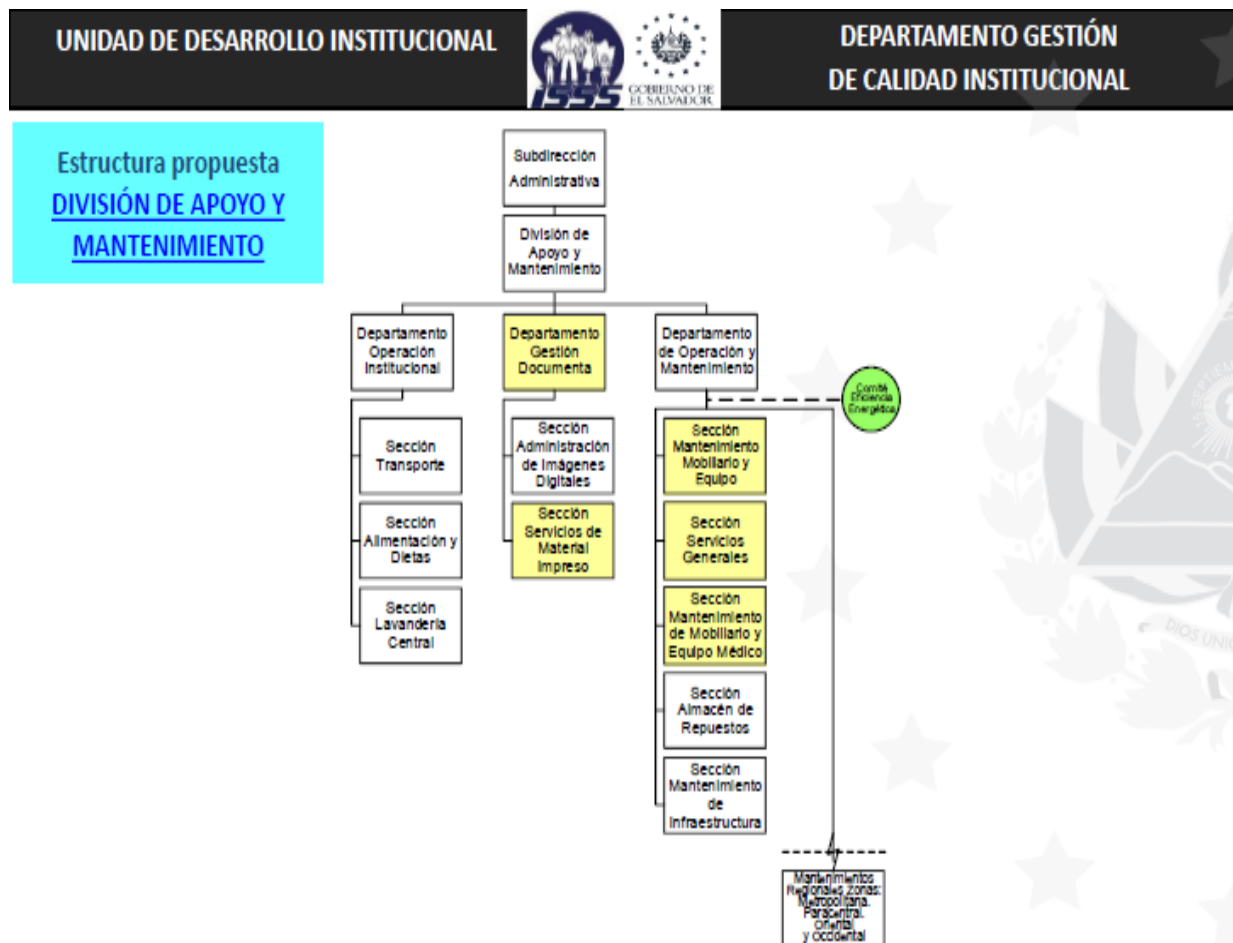 UNIDAD DE DESARROLLO INSTITUCIONAL
ISSS
GOBIERNO DE
EL SALVADOR
DEPARTAMENTO GESTIÓN
DE CALIDAD INSTITUCIONAL
Estructura propuesta
DIVISIÓN DE APOYO Y
MANTENIMIENTO
Subdirección
Administrativa
División de
Apoyo y
Mantenimiento
Departamento
Operación
Institucional
Departamento
Gestión
Documenta
Departamento
de Operación y
Mantenimiento
Comité
Eficiencia
Energética
Sección
Transporte
Sección
Alimentación y
Dietas
Sección
Lavandería
Central
Sección
Administración
de Imágenes
Digitales
Sección
Servicios de
Material
Impreso
Sección
Mantenimiento
Mobiliario y
Equipo
Sección
Servicios
Generales
Sección
Mantenimiento
de Mobiliario y
Equipo Médico
Sección
Almacén de
Repuestos
Sección
Mantenimiento
de
Infraestructura
Mantenimientos
Regionales Zonas:
Metropolitana.
Paracentral.
Oriental
y Occidental
DIOS UNIÓ